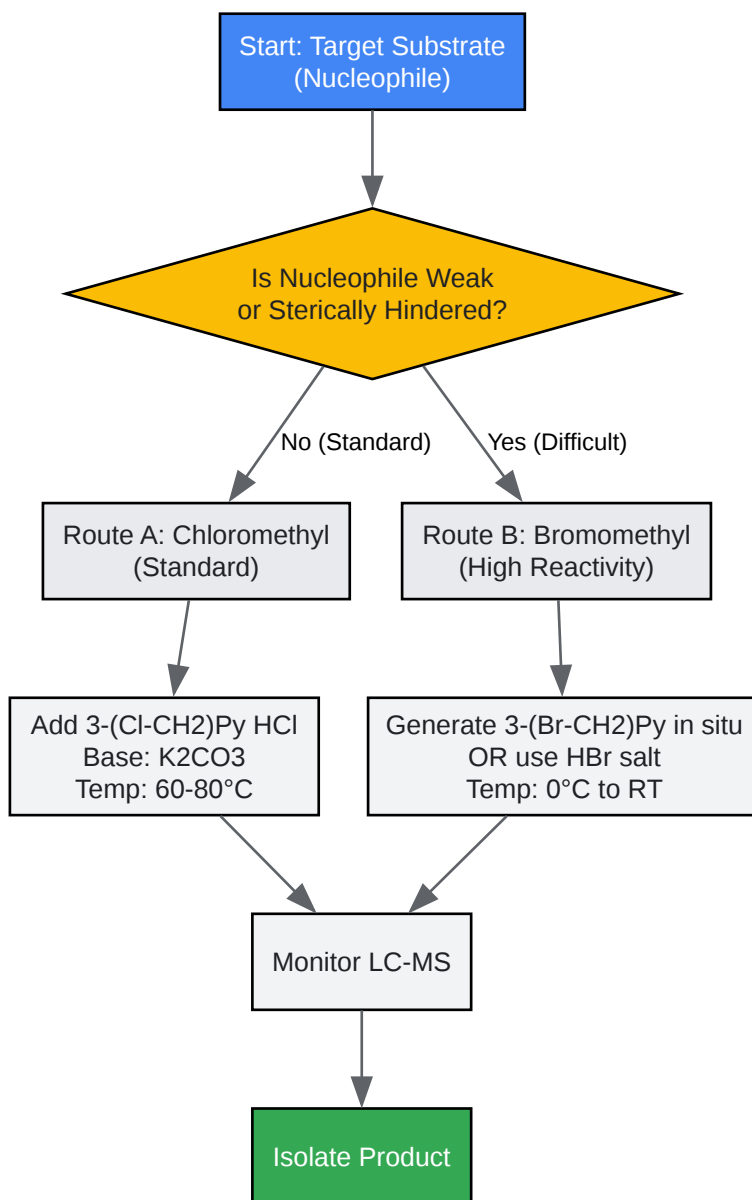 Start: Target Substrate
(Nucleophile)
Is Nucleophile Weak
or Sterically Hindered?
No (Standard)
Yes (Difficult)
Route A: Chloromethyl
(Standard)
Route B: Bromomethyl
(High Reactivity)
Add 3-(Cl-CH2)Py HCl
Base: K2CO3
Temp: 60-80°C
Generate 3-(Br-CH2)Py in situ
OR use HBr salt
Temp: 0°C to RT
Monitor LC-MS
Isolate Product